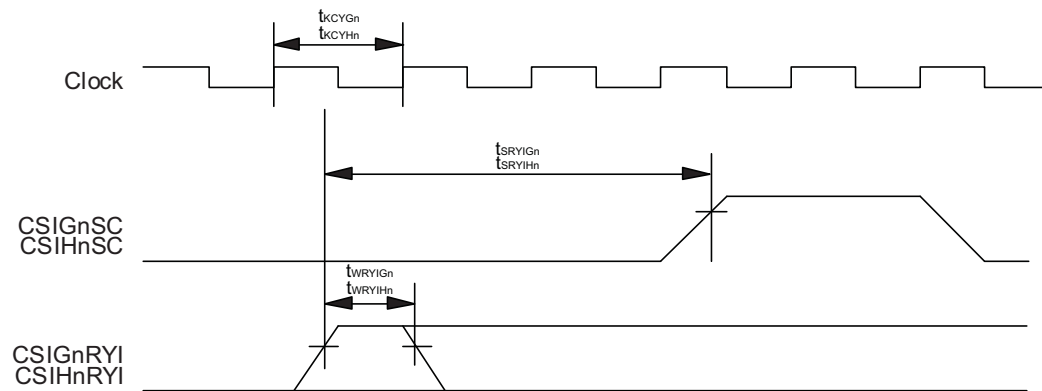 tKCYGn
tKCYHn
Clock
tSRYIGn
tSRYIHn
CSIGnSC
CSIHnSC
tWRYIGn
tWRYIHn
CSIGnRYI
CSIHnRYI